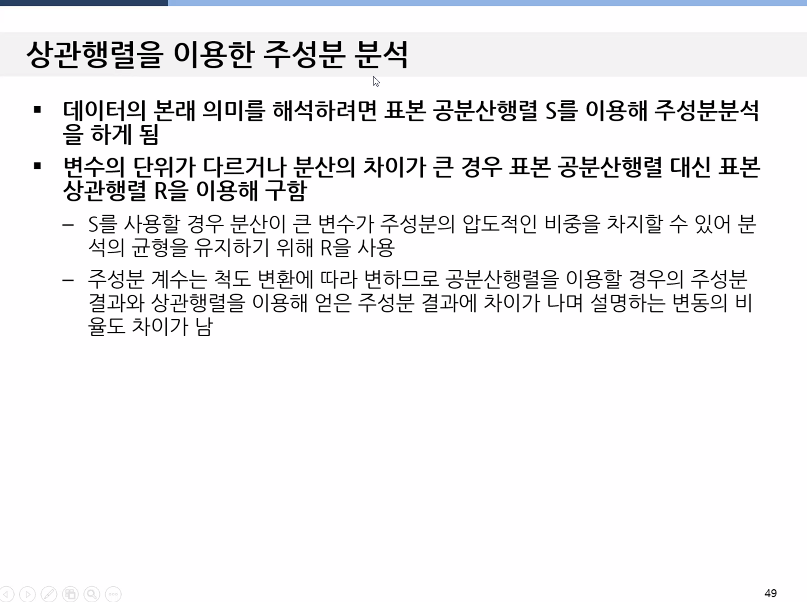 상관행렬을 이용한 주성분 분석
▪ 데이터의 본래 의미를 해석하려면 표본 공분산행렬 S를 이용해 주성분분석
을 하게 됨
▪ 변수의 단위가 다르거나 분산의 차이가 큰 경우 표본 공분산행렬 대신 표본
상관행렬 R을 이용해 구함
– S를 사용할 경우 분산이 큰 변수가 주성분의 압도적인 비중을 차지할 수 있어 분
석의 균형을 유지하기 위해 R을 사용
– 주성분 계수는 척도 변환에 따라 변하므로 공분산행렬을 이용할 경우의 주성분
결과와 상관행렬을 이용해 얻은 주성분 결과에 차이가 나며 설명하는 변동의 비
율도 차이가 남
49